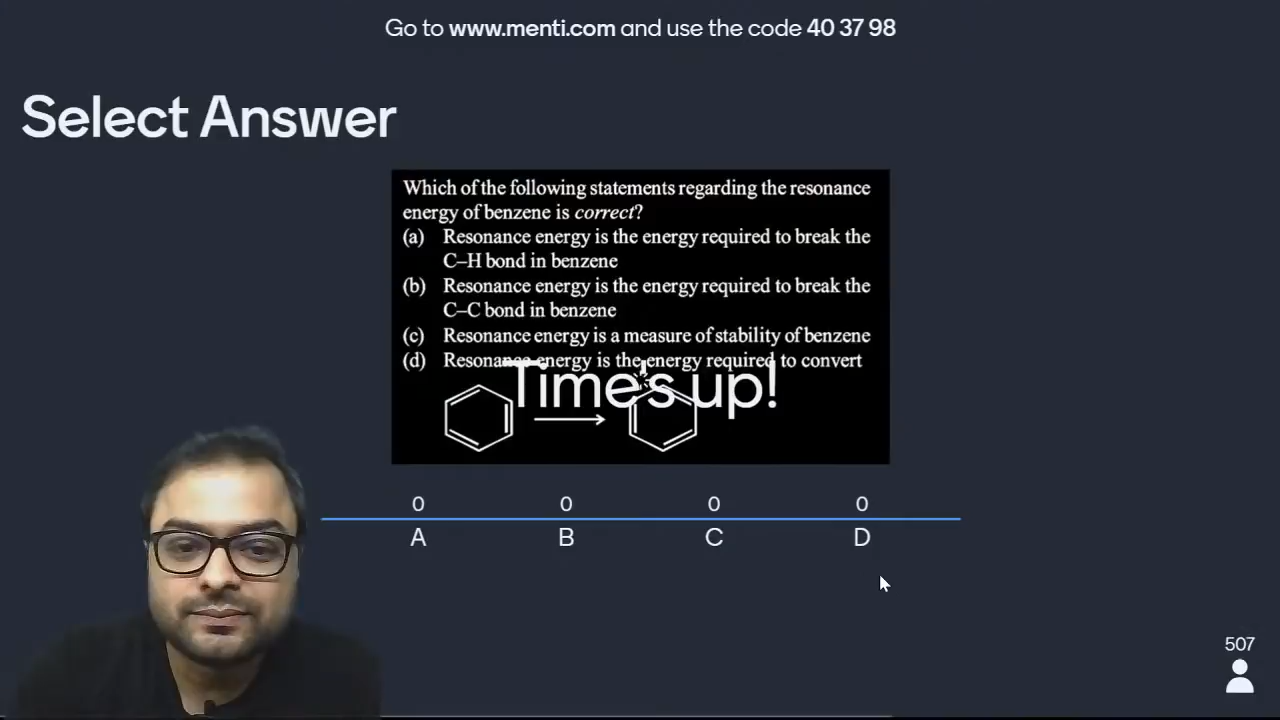 Go to www.menti.com and use the code 40 37 98
Select Answer
Which of the following statements regarding the resonance
energy of benzene is correct?
(a) Resonance energy is the energy required to break the
C–H bond in benzene
(b) Resonance energy is the energy required to break the
C–C bond in benzene
(c) Resonance energy is a measure of stability of benzene
(d) Resonance energy is the energy required to convert
Time's up!
0 0 0 0
A B C D
507